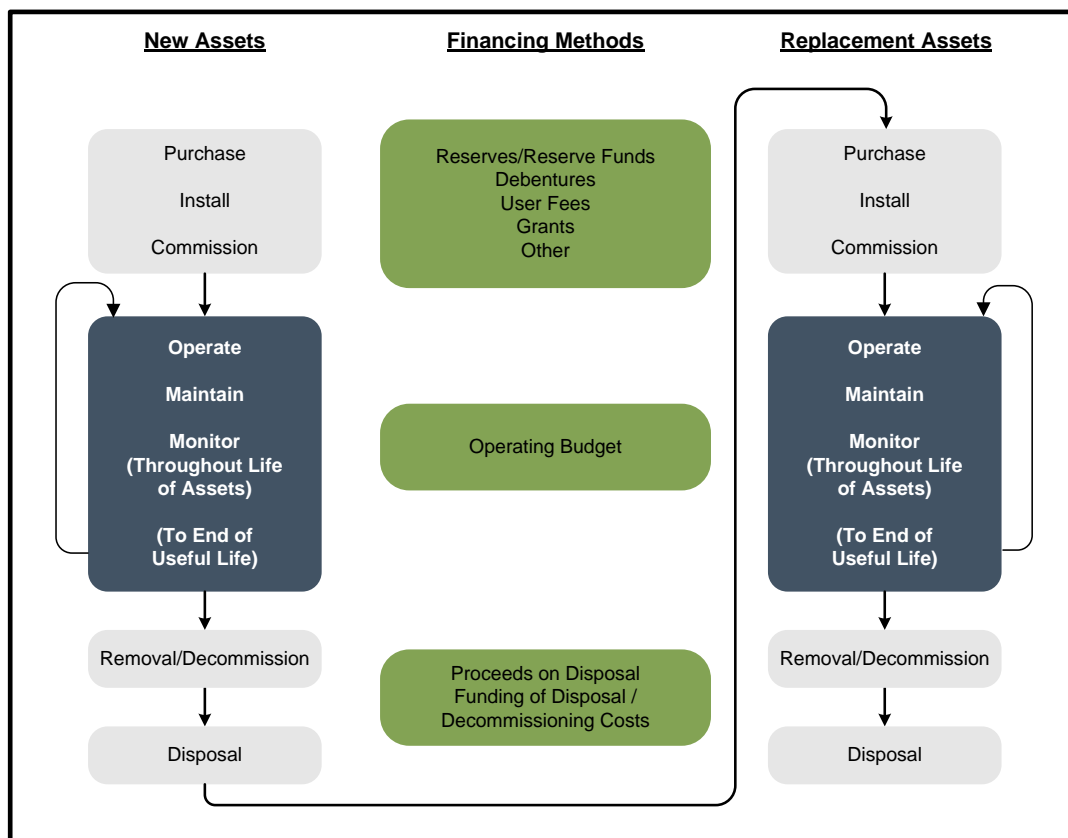 New Assets
Purchase
Install
Commission
Operate
Maintain
Monitor
(Throughout Life
of Assets)
(To End of
Useful Life)
Removal/Decommission
Disposal
Financing Methods
Reserves/Reserve Funds
Debentures
User Fees
Grants
Other
Operating Budget
Proceeds on Disposal
Funding of Disposal /
Decommissioning Costs
Replacement Assets
Purchase
Install
Commission
Operate
Maintain
Monitor
(Throughout Life
of Assets)
(To End of
Useful Life)
Removal/Decommission
Disposal